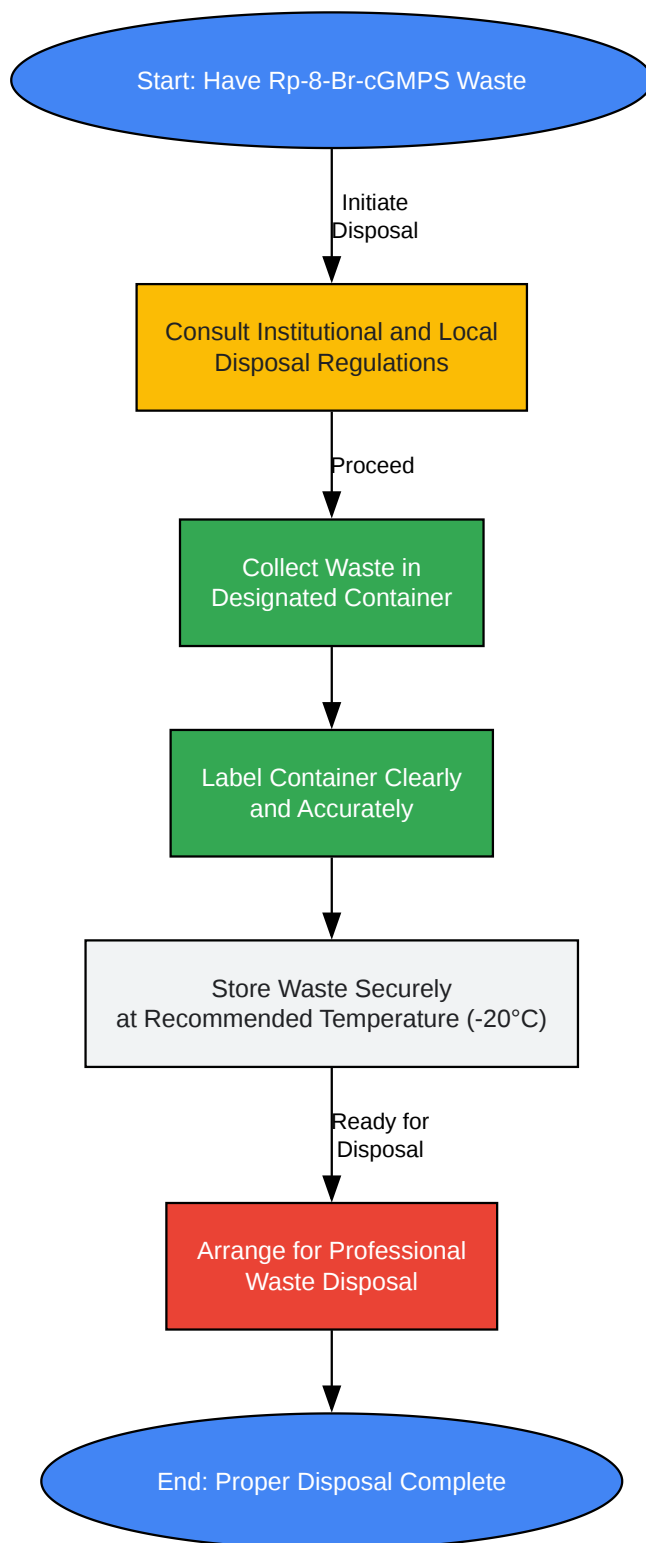 Start: Have Rp-8-Br-cGMPS Waste
Initiate
Disposal
Consult Institutional and Local
Disposal Regulations
Proceed
Collect Waste in
Designated Container
Label Container Clearly
and Accurately
Store Waste Securely
at Recommended Temperature (-20°C)
Ready for
Disposal
Arrange for Professional
Waste Disposal
End: Proper Disposal Complete